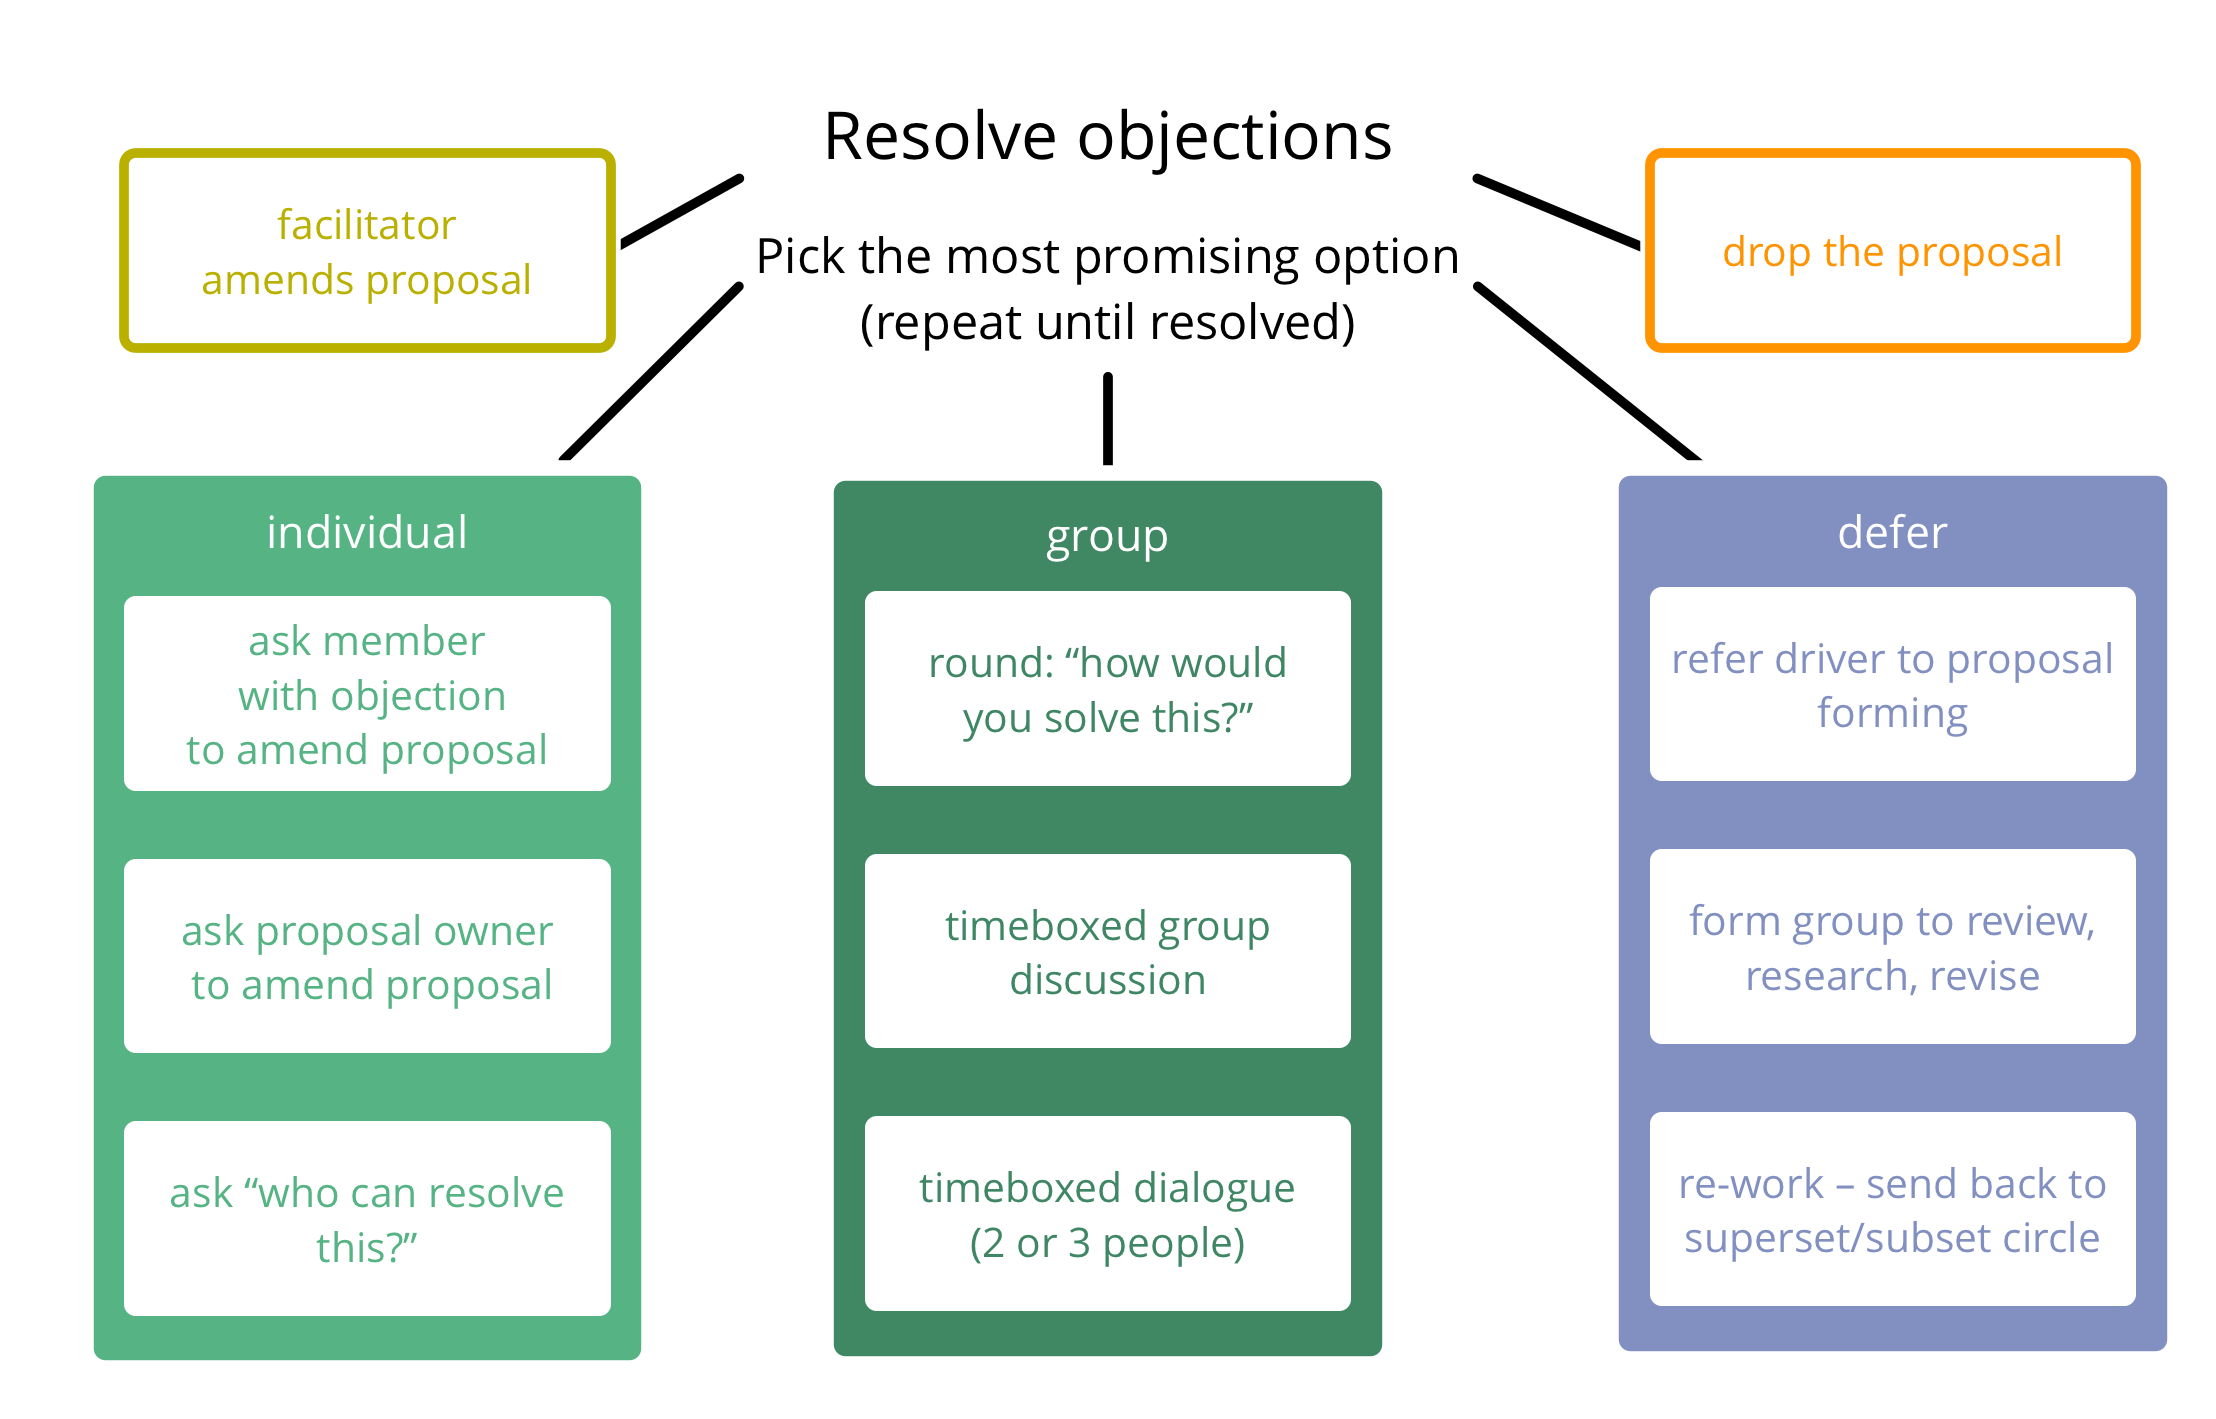 Resolve objections
Pick the most promising option
(repeat until resolved)
facilitator
amends proposal
drop the proposal
individual
ask member
with objection
to amend proposal
ask proposal owner
to amend proposal
ask “who can resolve
this?”
group
round: “how would
you solve this?”
timeboxed group
discussion
timeboxed dialogue
(2 or 3 people)
defer
refer driver to proposal
forming
form group to review,
research, revise
re-work – send back to
superset/subset circle